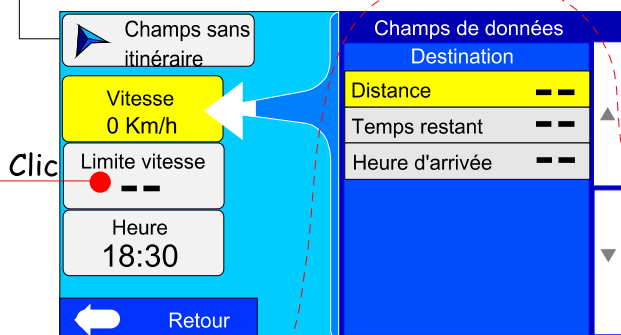 Champs sans
itinéraire
Vitesse
0 Km/h
Clic
Limite vitesse
--
Heure
18:30
Retour
Champs de données
Destination
Distance --
Temps restant --
Heure d'arrivée --